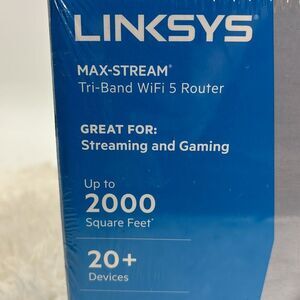 LINKSYS
MAX-STREAM®
Tri-Band WiFi 5 Router
GREAT FOR:
Streaming and Gaming
Up to
2000
Square Feet*
20+
Devices